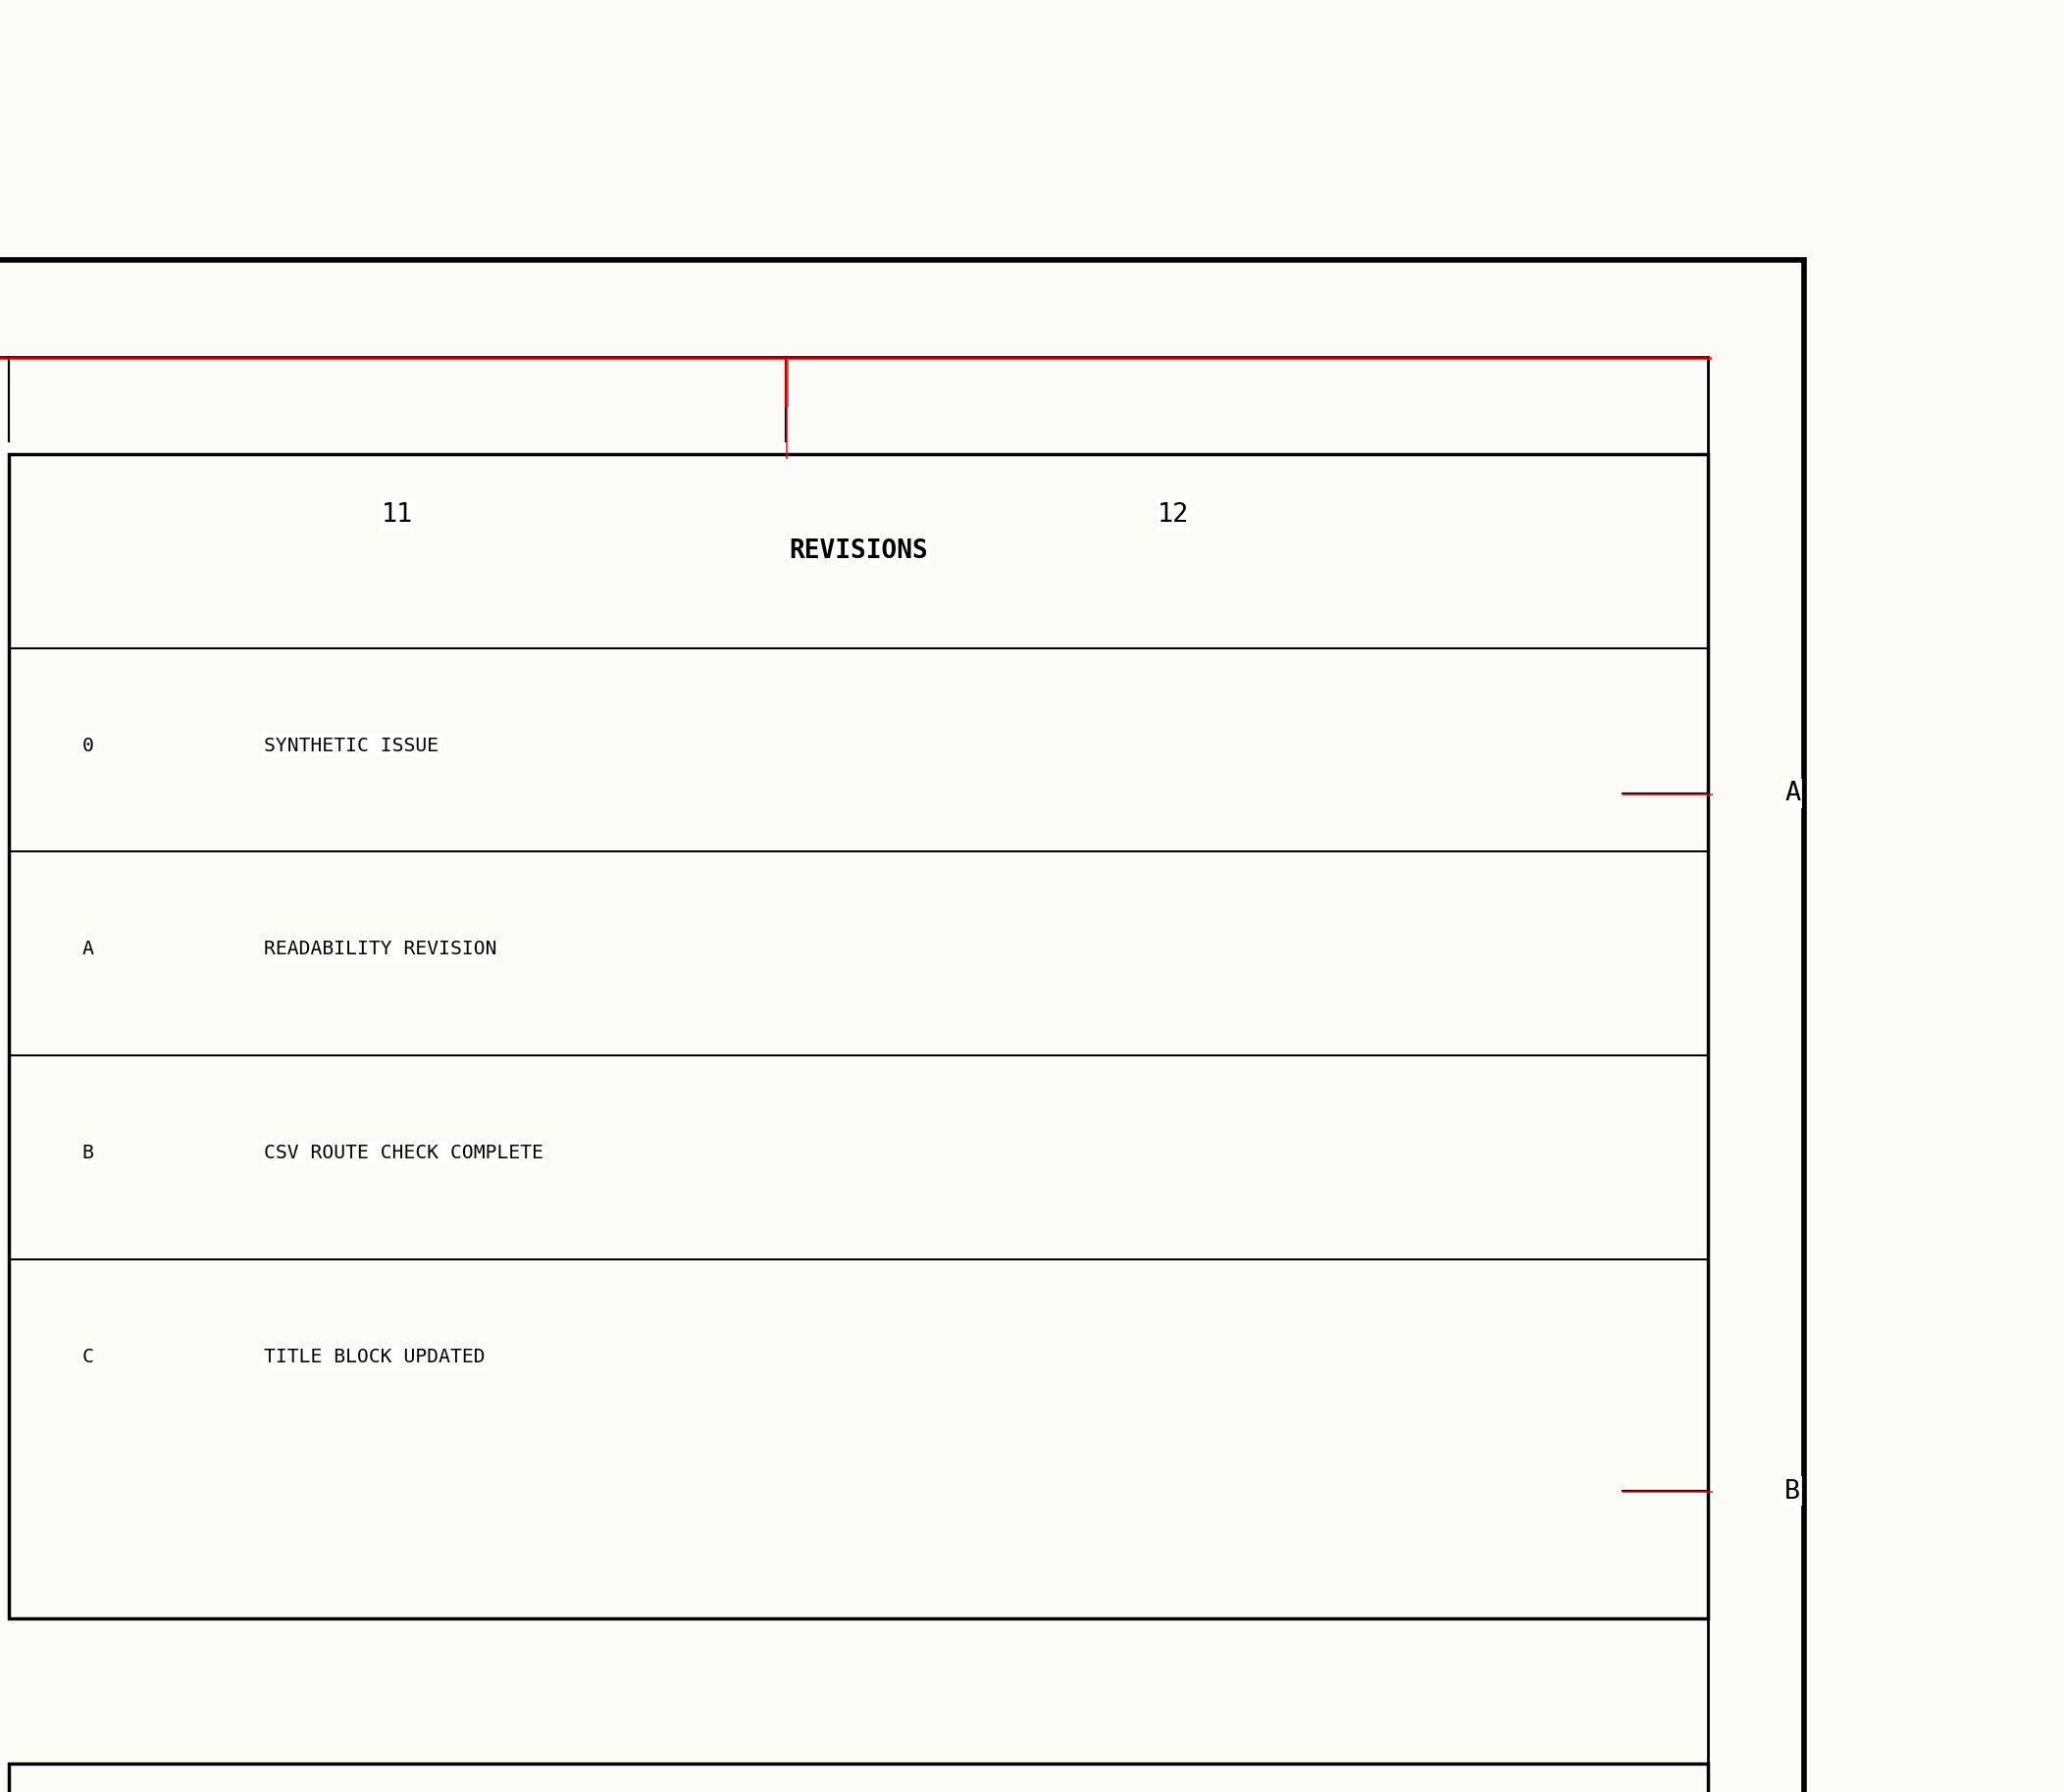 11 12
REVISIONS
0 SYNTHETIC ISSUE
A
A READABILITY REVISION
B CSV ROUTE CHECK COMPLETE
C TITLE BLOCK UPDATED
B